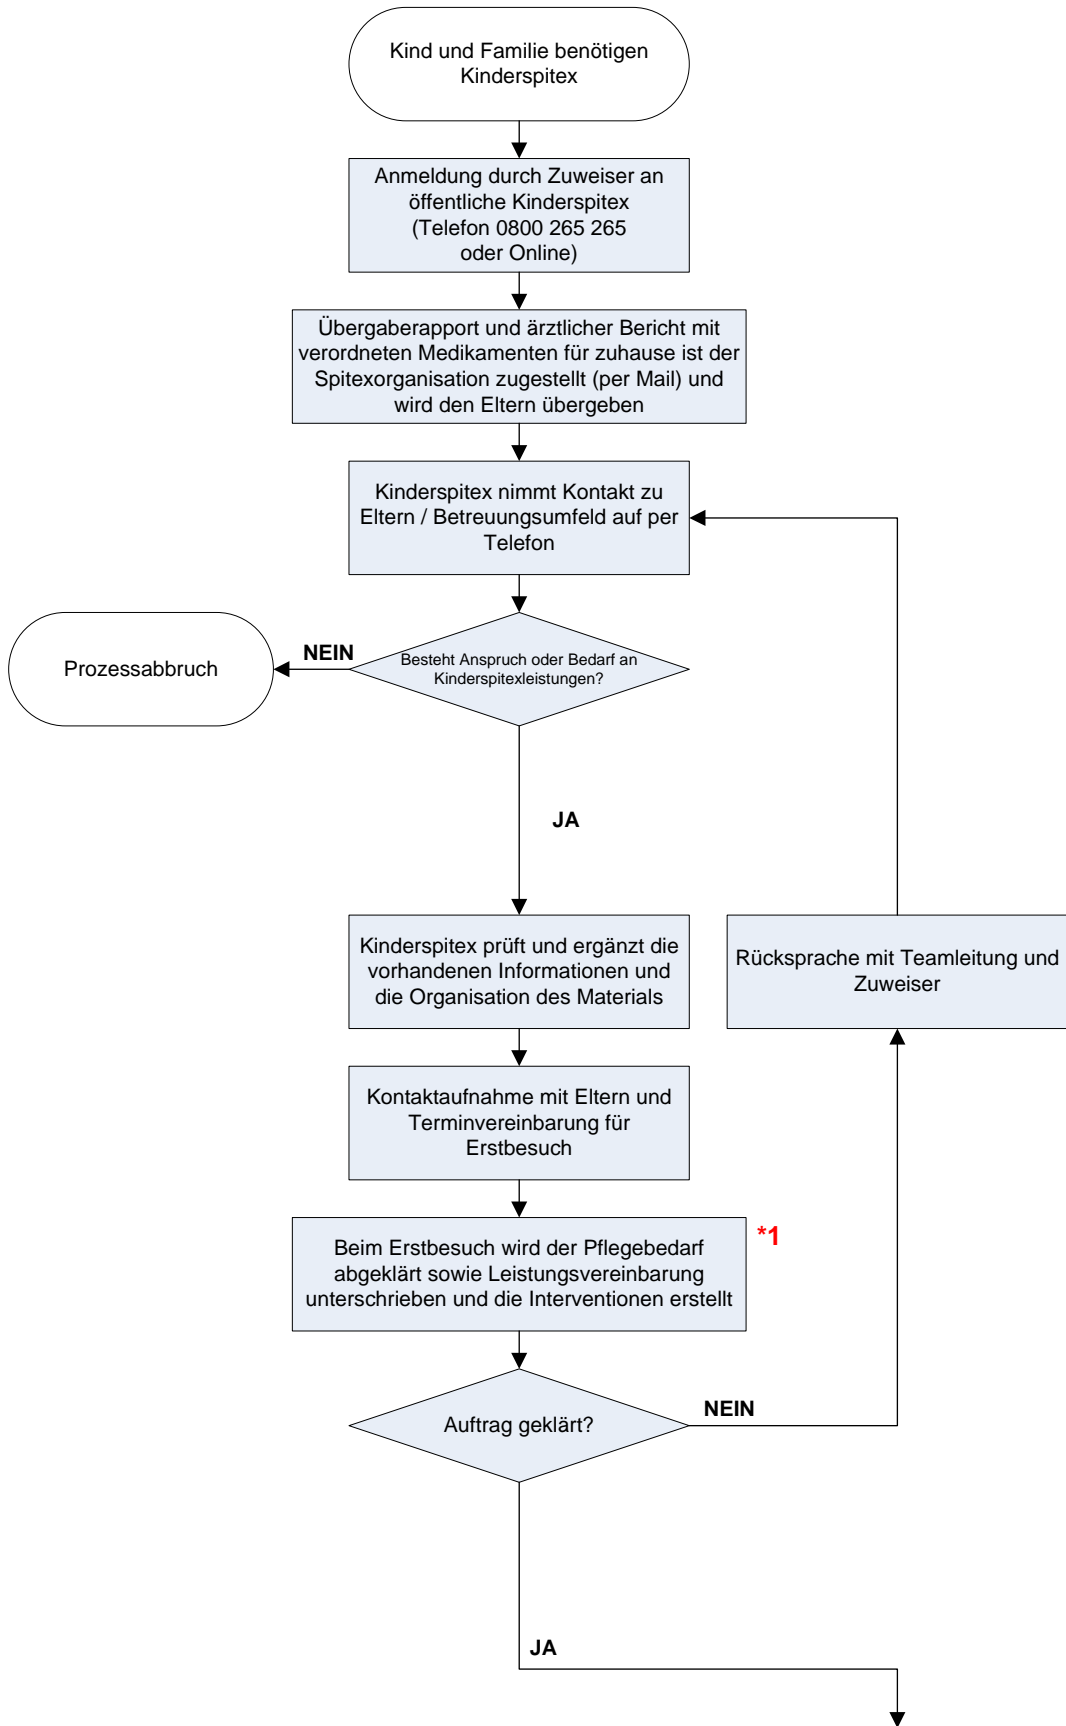 Kind und Familie benötigen
Kinderspitex
Anmeldung durch Zuweiser an
öffentliche Kinderspitex
(Telefon 0800 265 265
oder Online)
Übergaberapport und ärztlicher Bericht mit
verordneten Medikamenten für zuhause ist der
Spitexorganisation zugestellt (per Mail) und
wird den Eltern übergeben
Kinderspitex nimmt Kontakt zu
Eltern / Betreuungsumfeld auf per
Telefon
Besteht Anspruch oder Bedarf an
Kinderspitexleistungen?
NEIN
Prozessabbruch
JA
Kinderspitex prüft und ergänzt die
vorhandenen Informationen und
die Organisation des Materials
Rücksprache mit Teamleitung und
Zuweiser
Kontaktaufnahme mit Eltern und
Terminvereinbarung für
Erstbesuch
Beim Erstbesuch wird der Pflegebedarf
abgeklärt sowie Leistungsvereinbarung
unterschrieben und die Interventionen erstellt
*1
Auftrag geklärt?
NEIN
JA